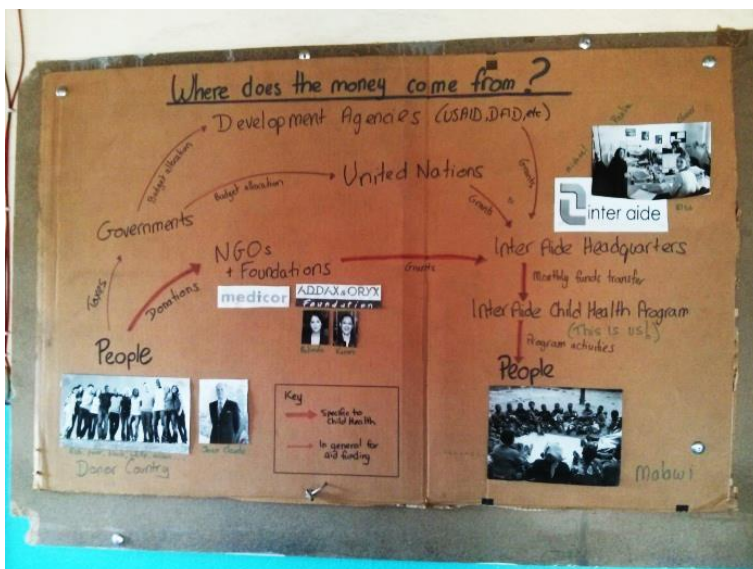 Where does the money come from?
Development Agencies (USAID, DFID, etc)
Budget allocation
Grants
United Nations
Budget allocation
Grants
Governments
inter aide
Inter Aide Headquarters
NGOs
+ Foundations
Grants
Monthly funds transfer
medicor
ADDAX & ORYX
Foundation
Taxes
Donations
Inter Aide Child Health Program
(This is us!)
Program activities
People
People
Key
Specific to
Child Health
In general for
aid funding
Jean Claude
Donor Country
Malawi